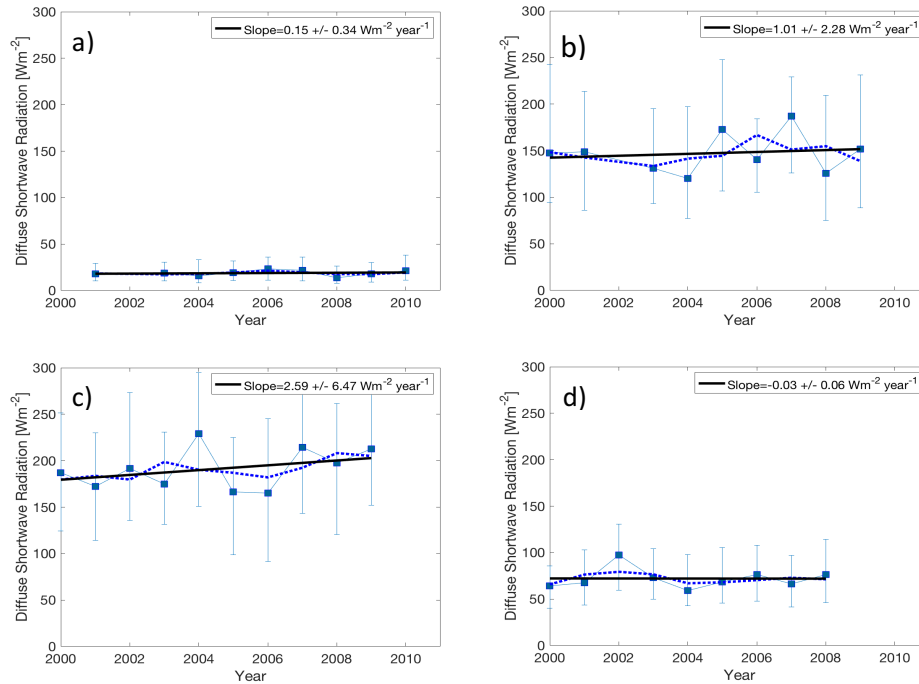 a)
Slope=0.15 +/- 0.34 Wm⁻² year⁻¹
Diffuse Shortwave Radiation [Wm⁻²]
300
250
200
150
100
50
0
2000 2002 2004 2006 2008 2010
Year
b)
Slope=1.01 +/- 2.28 Wm⁻² year⁻¹
Diffuse Shortwave Radiation [Wm⁻²]
300
250
200
150
100
50
0
2000 2002 2004 2006 2008 2010
Year
c)
Slope=2.59 +/- 6.47 Wm⁻² year⁻¹
Diffuse Shortwave Radiation [Wm⁻²]
300
250
200
150
100
50
0
2000 2002 2004 2006 2008 2010
Year
d)
Slope=-0.03 +/- 0.06 Wm⁻² year⁻¹
Diffuse Shortwave Radiation [Wm⁻²]
300
250
200
150
100
50
0
2000 2002 2004 2006 2008 2010
Year